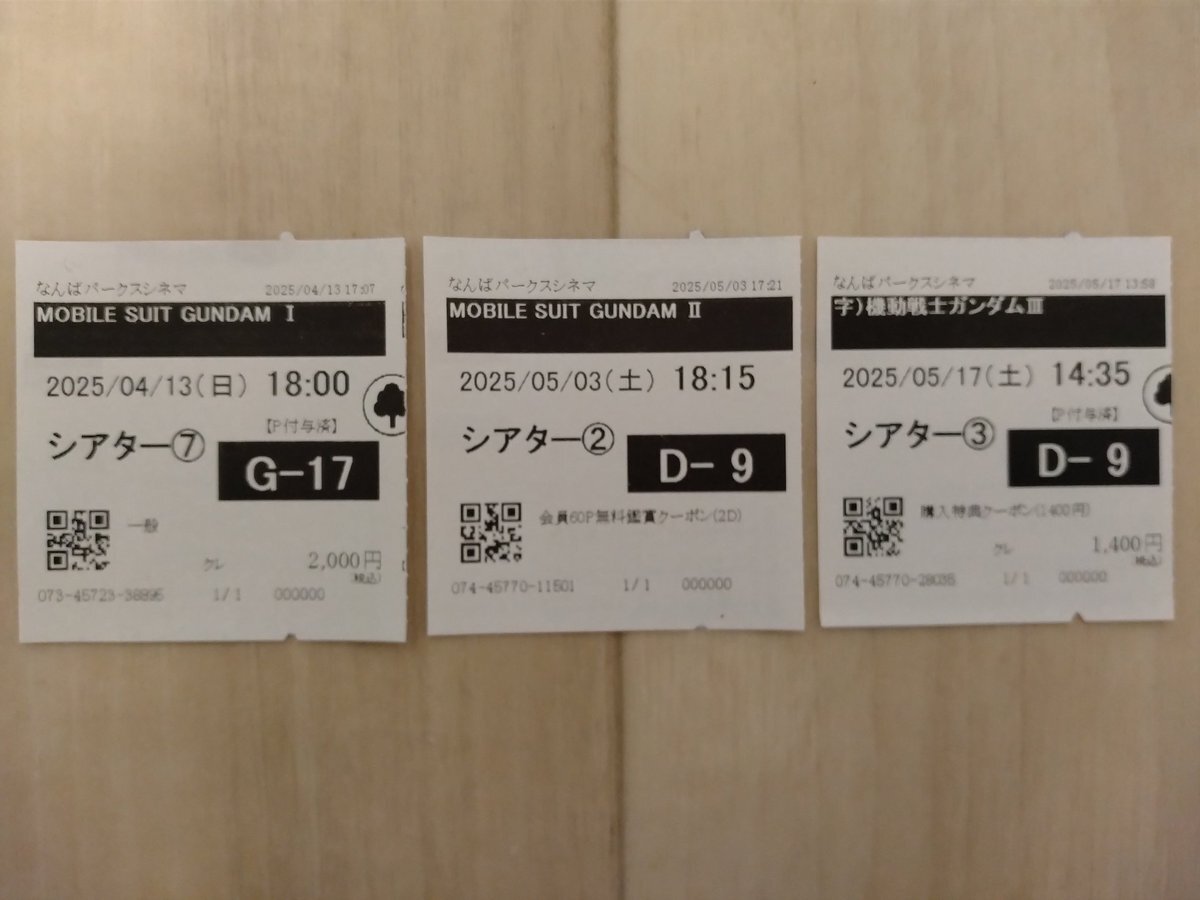 なんばパークスシネマ 2025/04/13 17:07
MOBILE SUIT GUNDAM Ⅰ
2025/04/13(日) 18:00
【P付与済】
シアター⑦ G-17
一般
クレ 2,000円
(税込)
073-45723-36895 1/1 000000
なんばパークスシネマ 2025/05/03 17:21
MOBILE SUIT GUNDAM Ⅱ
2025/05/03(土) 18:15
シアター② D- 9
会員60P無料鑑賞クーポン(2D)
074-45770-11501 1/1 000000
なんばパークスシネマ 2025/05/17 13:58
字)機動戦士ガンダムⅢ
2025/05/17(土) 14:35
【P付与済】
シアター③ D- 9
購入特典クーポン(1400円)
クレ 1,400円
(税込)
074-45770-28035 1/1 000000